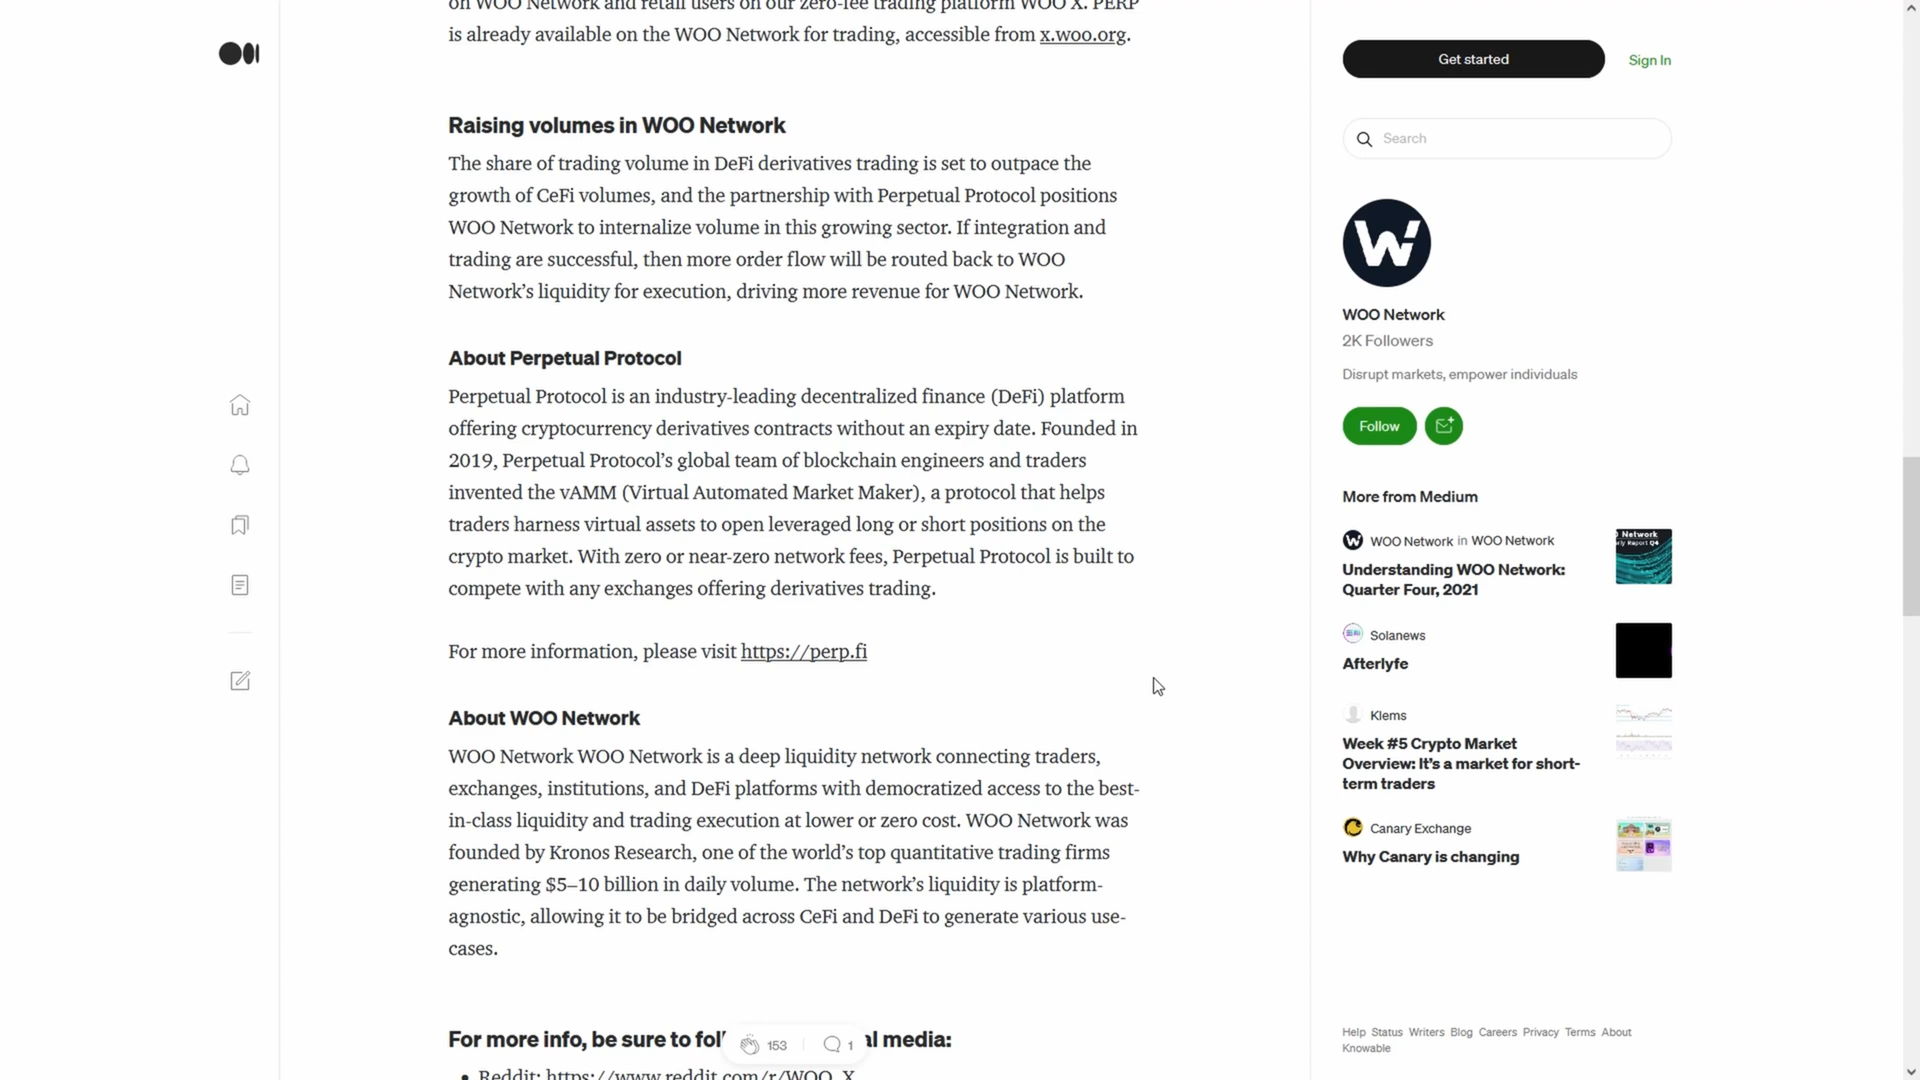 on WOO Network and retail users on our zero-fee trading platform WOO X. PERP
is already available on the WOO Network for trading, accessible from x.woo.org.
Raising volumes in WOO Network
The share of trading volume in DeFi derivatives trading is set to outpace the
growth of CeFi volumes, and the partnership with Perpetual Protocol positions
WOO Network to internalize volume in this growing sector. If integration and
trading are successful, then more order flow will be routed back to WOO
Network’s liquidity for execution, driving more revenue for WOO Network.
About Perpetual Protocol
Perpetual Protocol is an industry-leading decentralized finance (DeFi) platform
offering cryptocurrency derivatives contracts without an expiry date. Founded in
2019, Perpetual Protocol’s global team of blockchain engineers and traders
invented the vAMM (Virtual Automated Market Maker), a protocol that helps
traders harness virtual assets to open leveraged long or short positions on the
crypto market. With zero or near-zero network fees, Perpetual Protocol is built to
compete with any exchanges offering derivatives trading.
For more information, please visit https://perp.fi
About WOO Network
WOO Network WOO Network is a deep liquidity network connecting traders,
exchanges, institutions, and DeFi platforms with democratized access to the best-
in-class liquidity and trading execution at lower or zero cost. WOO Network was
founded by Kronos Research, one of the world’s top quantitative trading firms
generating $5–10 billion in daily volume. The network’s liquidity is platform-
agnostic, allowing it to be bridged across CeFi and DeFi to generate various use-
cases.
For more info, be sure to fol al media:
153 1
Reddit: https://www.reddit.com/r/WOO_X
Get started
Sign In
Search
WOO Network
2K Followers
Disrupt markets, empower individuals
Follow
More from Medium
WOO Network in WOO Network
Understanding WOO Network:
Quarter Four, 2021
Solanews
Afterlyfe
Klems
Week #5 Crypto Market
Overview: It’s a market for short-
term traders
Canary Exchange
Why Canary is changing
Help Status Writers Blog Careers Privacy Terms About
Knowable